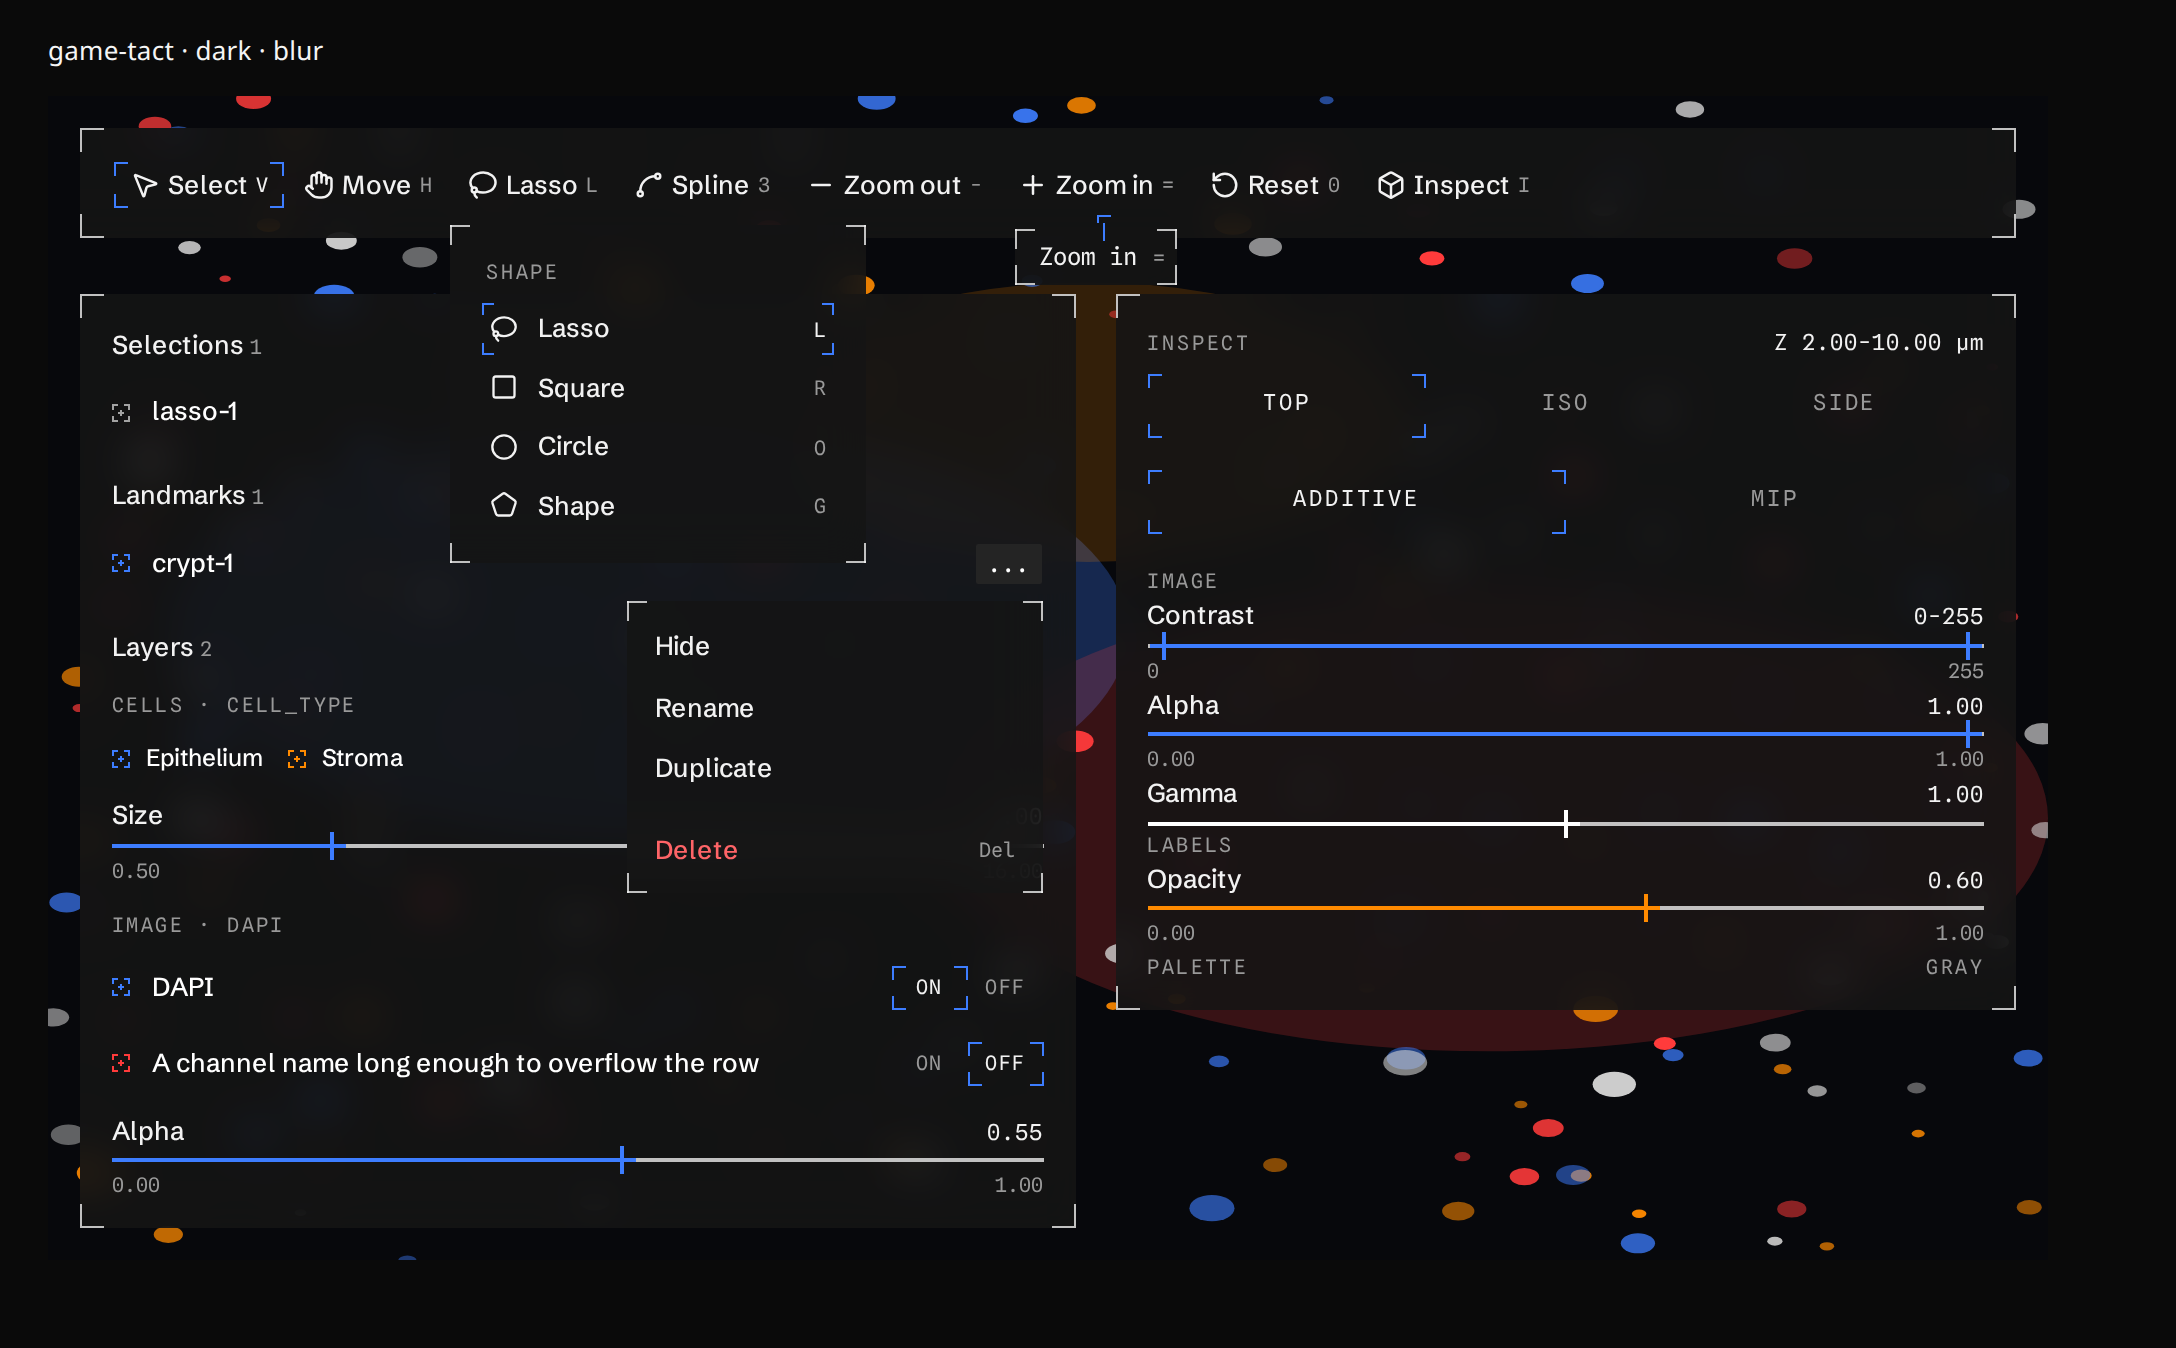 game-tact · dark · blur
Select V Move H Lasso L Spline 3 Zoom out - Zoom in = Reset 0 Inspect I
Zoom in =
SHAPE
Lasso L
Square R
Circle O
Shape G
Selections 1
lasso-1
Landmarks 1
crypt-1
...
Hide
Rename
Duplicate
Delete Del
Layers 2
CELLS · CELL_TYPE
Epithelium Stroma
Size
0.50
IMAGE · DAPI
DAPI ON OFF
A channel name long enough to overflow the row ON OFF
Alpha 0.55
0.00 1.00
INSPECT Z 2.00-10.00 µm
TOP ISO SIDE
ADDITIVE MIP
IMAGE
Contrast 0-255
0 255
Alpha 1.00
0.00 1.00
Gamma 1.00
LABELS
Opacity 0.60
0.00 1.00
PALETTE GRAY